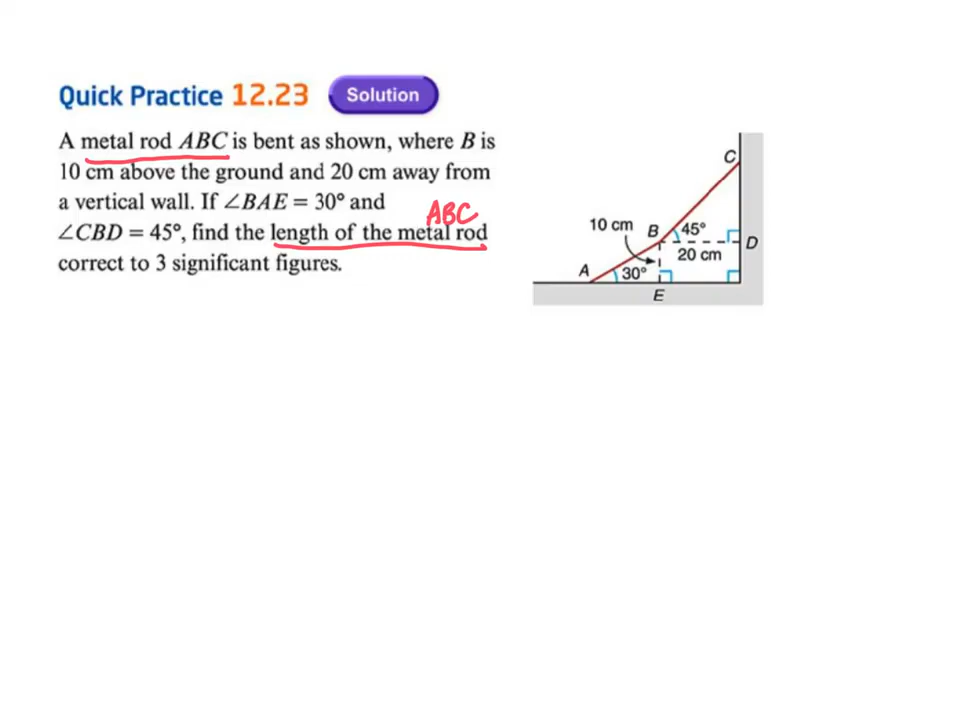 Quick Practice 12.23 Solution
A metal rod ABC is bent as shown, where B is
10 cm above the ground and 20 cm away from
a vertical wall. If ∠BAE = 30° and
ABC
∠CBD = 45°, find the length of the metal rod
correct to 3 significant figures.
C
10 cm B 45°
D
20 cm
A 30°
E